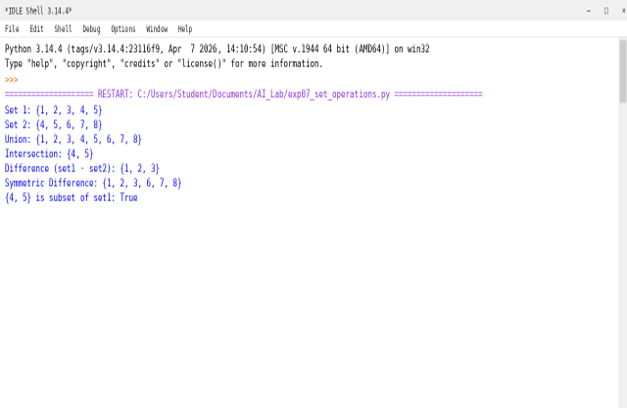 *IDLE Shell 3.14.4*
File Edit Shell Debug Options Window Help
Python 3.14.4 (tags/v3.14.4:23116f9, Apr  7 2026, 14:10:54) [MSC v.1944 64 bit (AMD64)] on win32
Type "help", "copyright", "credits" or "license()" for more information.
>>>
==================== RESTART: C:/Users/Student/Documents/AI_Lab/exp07_set_operations.py ====================
Set 1: {1, 2, 3, 4, 5}
Set 2: {4, 5, 6, 7, 8}
Union: {1, 2, 3, 4, 5, 6, 7, 8}
Intersection: {4, 5}
Difference (set1 - set2): {1, 2, 3}
Symmetric Difference: {1, 2, 3, 6, 7, 8}
{4, 5} is subset of set1: True